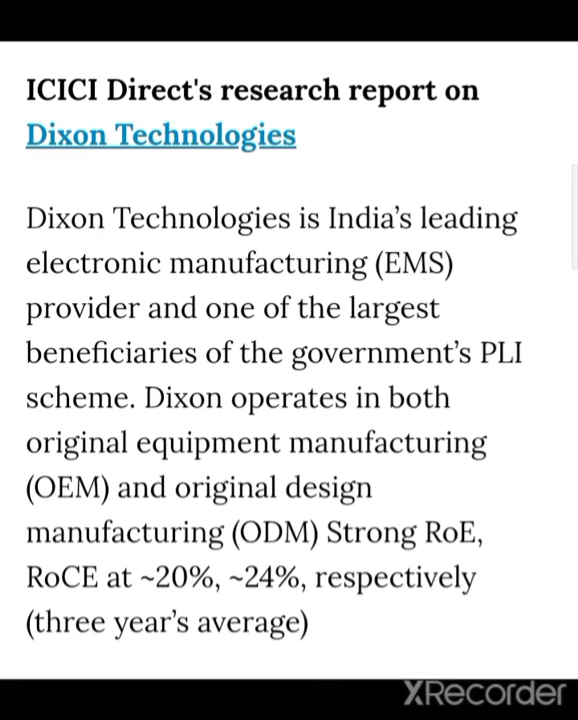 ICICI Direct's research report on
Dixon Technologies
Dixon Technologies is India’s leading
electronic manufacturing (EMS)
provider and one of the largest
beneficiaries of the government’s PLI
scheme. Dixon operates in both
original equipment manufacturing
(OEM) and original design
manufacturing (ODM) Strong RoE,
RoCE at ~20%, ~24%, respectively
(three year’s average)
XRecorder